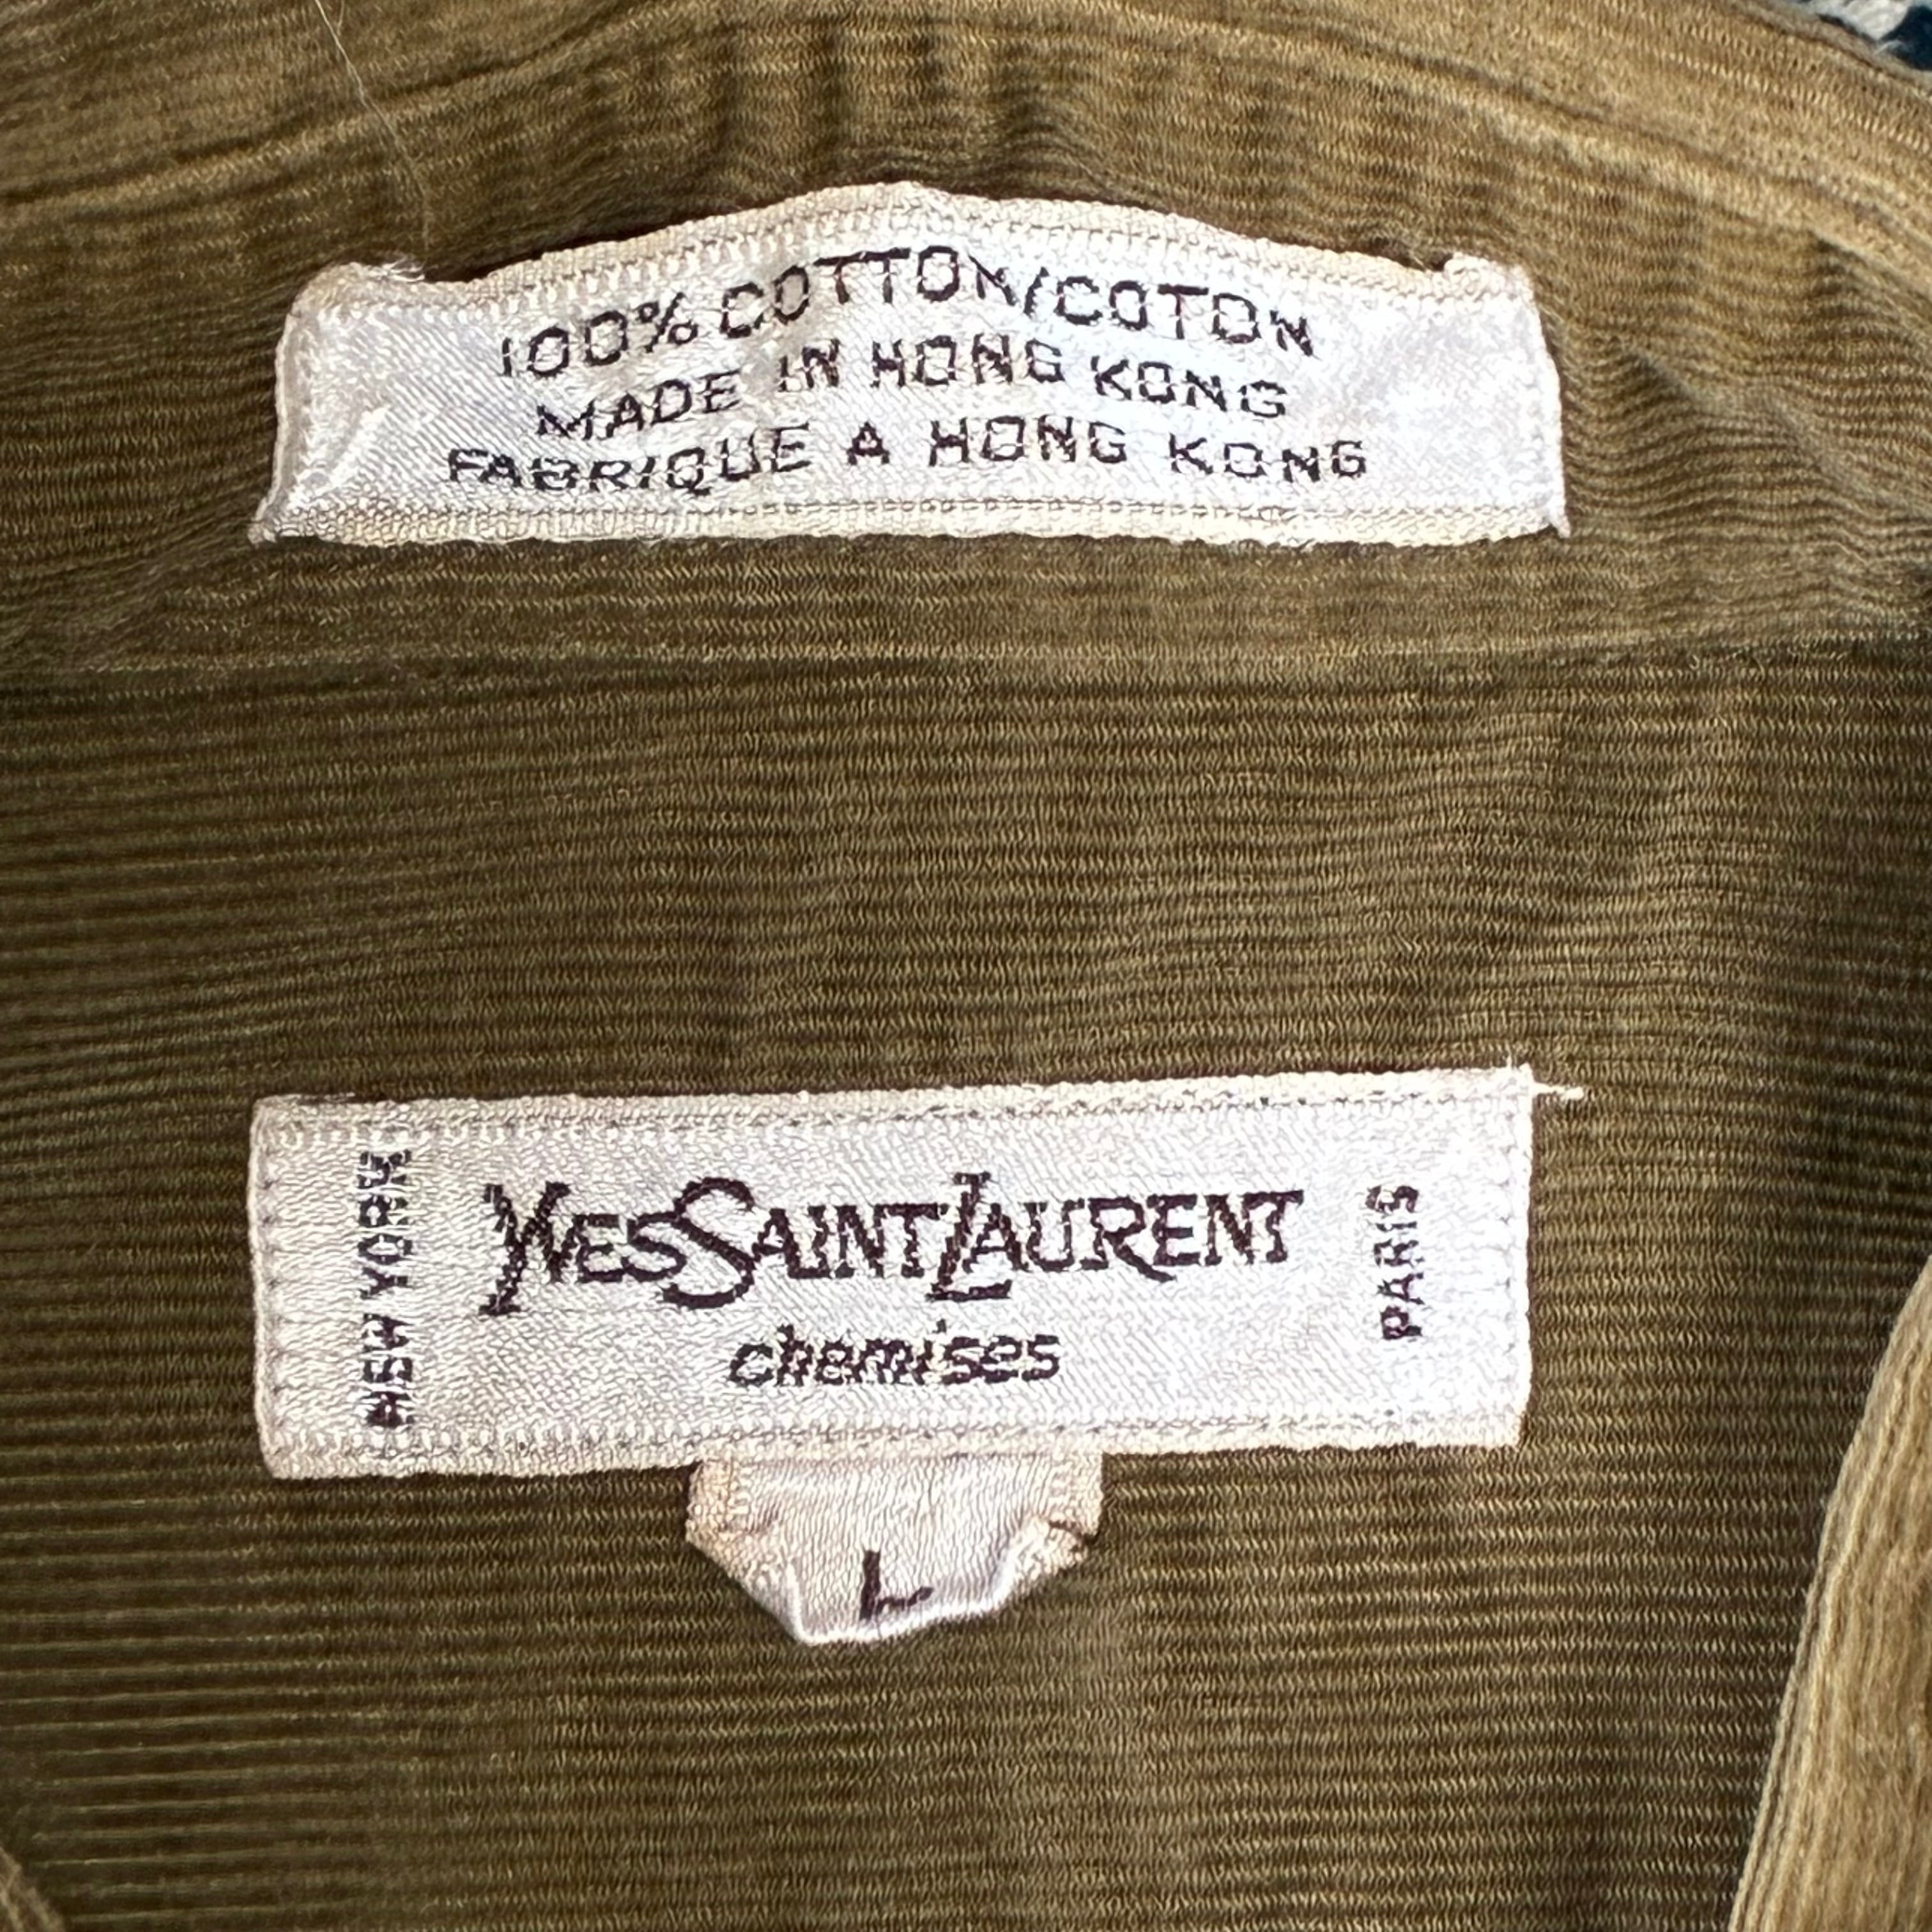 100% COTTON/COTON
MADE IN HONG KONG
FABRIQUE A HONG KONG
NEW YORK
YVES SAINT LAURENT
chemises
PARIS
L